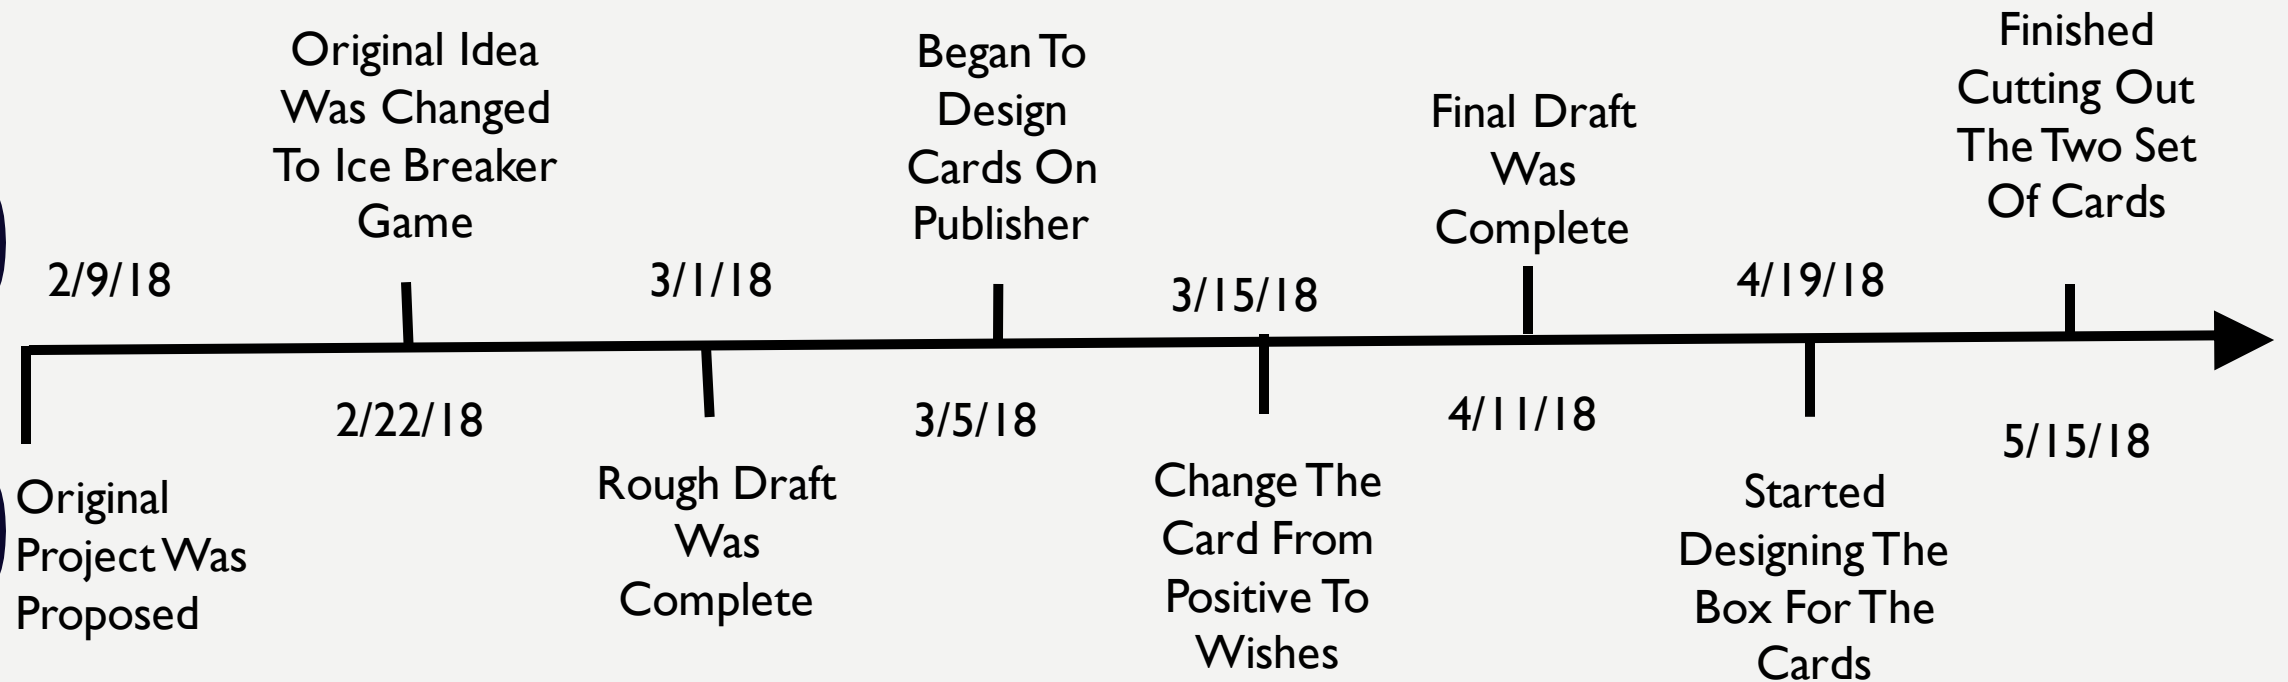 2/9/18
Original
Project Was
Proposed
Original Idea
Was Changed
To Ice Breaker
Game
2/22/18
3/1/18
Rough Draft
Was
Complete
Began To
Design
Cards On
Publisher
3/5/18
3/15/18
Change The
Card From
Positive To
Wishes
Final Draft
Was
Complete
4/11/18
4/19/18
Started
Designing The
Box For The
Cards
Finished
Cutting Out
The Two Set
Of Cards
5/15/18